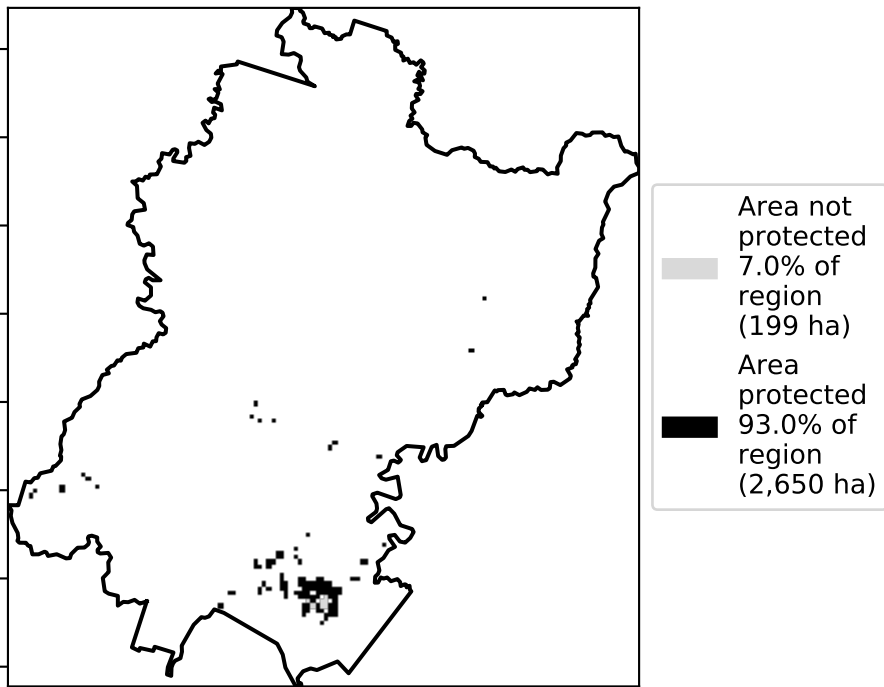 Area not
protected
7.0% of
region
(199 ha)
Area
protected
93.0% of
region
(2,650 ha)